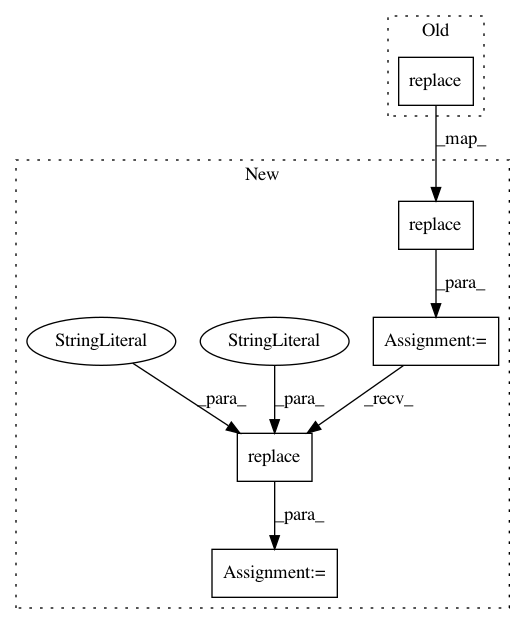 Old
replace
_map_
New
replace
_para_
StringLiteral
StringLiteral
Assignment:=
_para_
_para_
_recv_
replace
_para_
Assignment:=